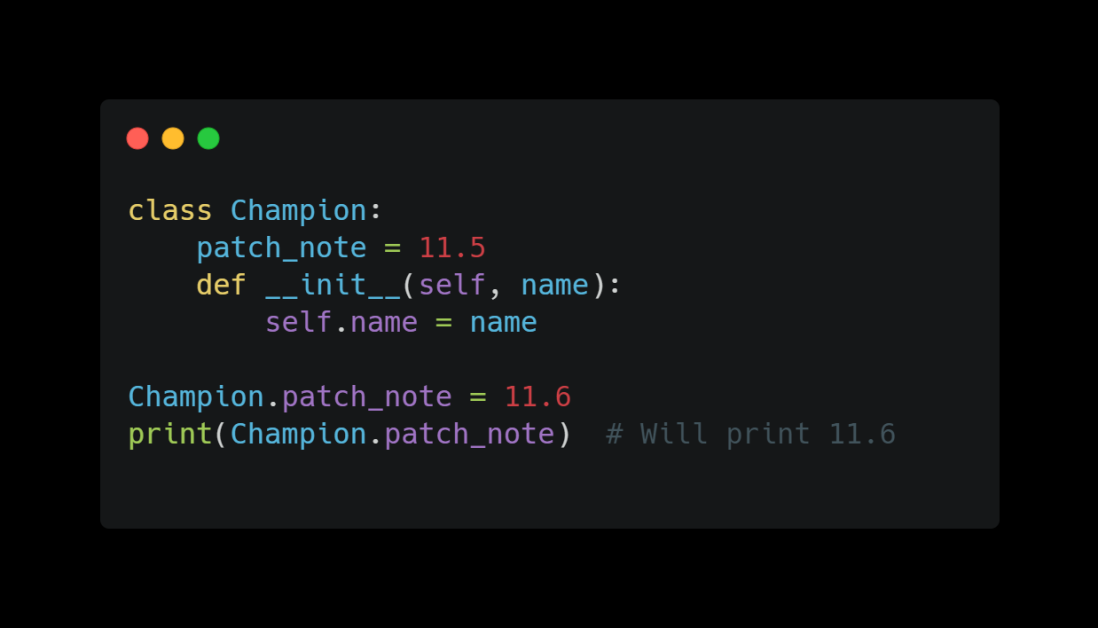 class Champion:
    patch_note = 11.5
    def __init__(self, name):
        self.name = name

Champion.patch_note = 11.6
print(Champion.patch_note)  # Will print 11.6